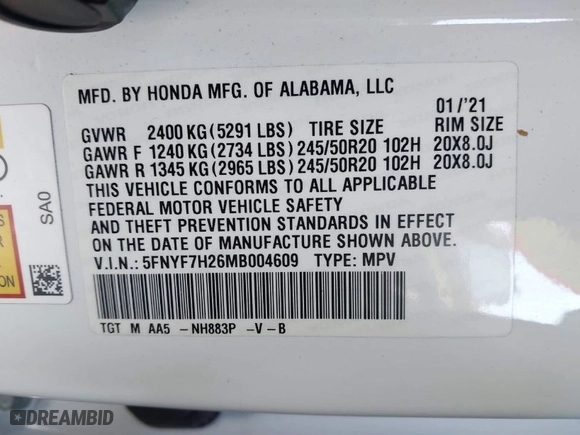 MFD. BY HONDA MFG. OF ALABAMA, LLC
01/'21
GVWR 2400 KG(5291 LBS) TIRE SIZE RIM SIZE
GAWR F 1240 KG(2734 LBS)245/50R20 102H 20X8.0J
GAWR R 1345 KG(2965 LBS)245/50R20 102H 20X8.0J
THIS VEHICLE CONFORMS TO ALL APPLICABLE
FEDERAL MOTOR VEHICLE SAFETY
AND THEFT PREVENTION STANDARDS IN EFFECT
ON THE DATE OF MANUFACTURE SHOWN ABOVE.
V.I.N.: 5FNYF7H26MB004609 TYPE: MPV
TGT M AA5 -NH883P -V-B
SA0
#DREAMBID